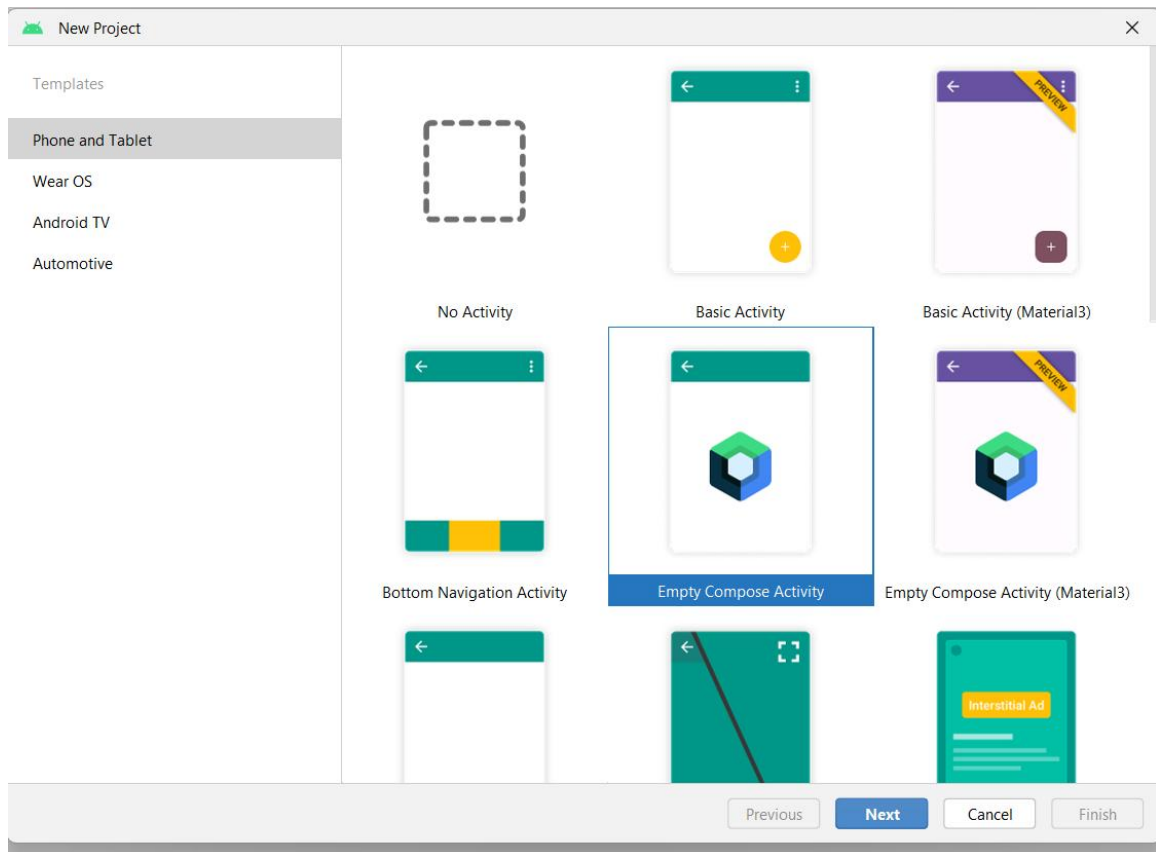 New Project
Templates
Phone and Tablet
Wear OS
Android TV
Automotive
PREVIEW
No Activity
Basic Activity
Basic Activity (Material3)
PREVIEW
Bottom Navigation Activity
Empty Compose Activity
Empty Compose Activity (Material3)
Interstitial Ad
Previous
Next
Cancel
Finish